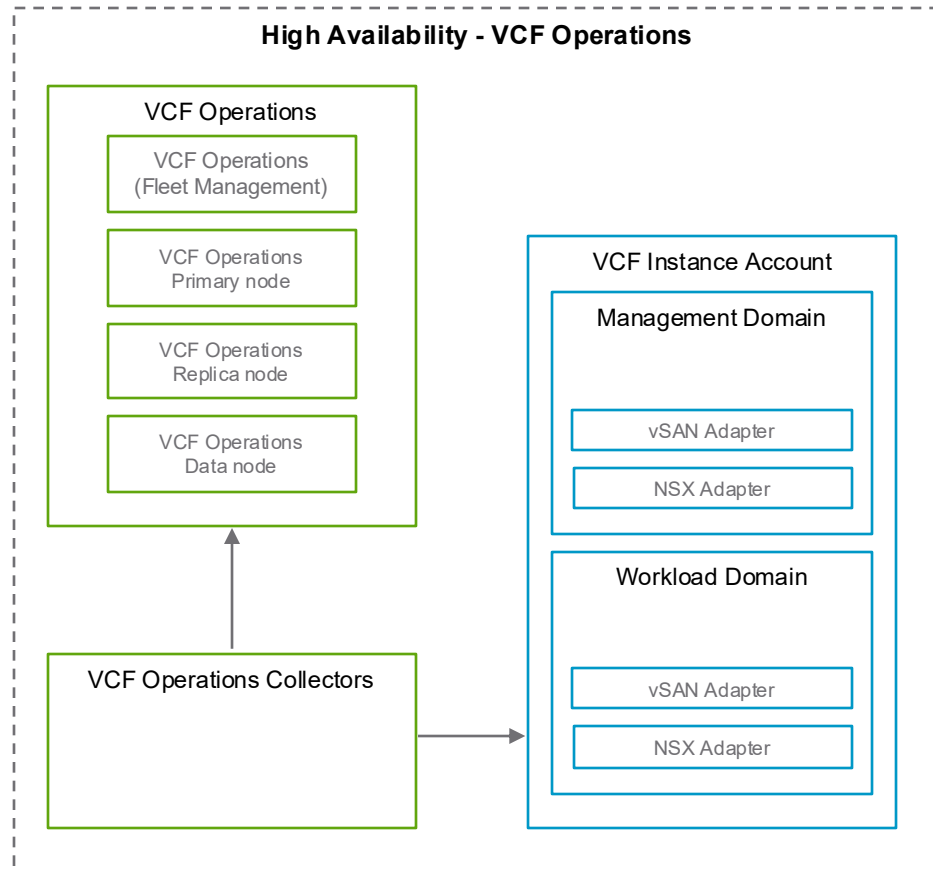 High Availability - VCF Operations
VCF Operations
VCF Operations
(Fleet Management)
VCF Operations
Primary node
VCF Operations
Replica node
VCF Operations
Data node
VCF Operations Collectors
VCF Instance Account
Management Domain
vSAN Adapter
NSX Adapter
Workload Domain
vSAN Adapter
NSX Adapter